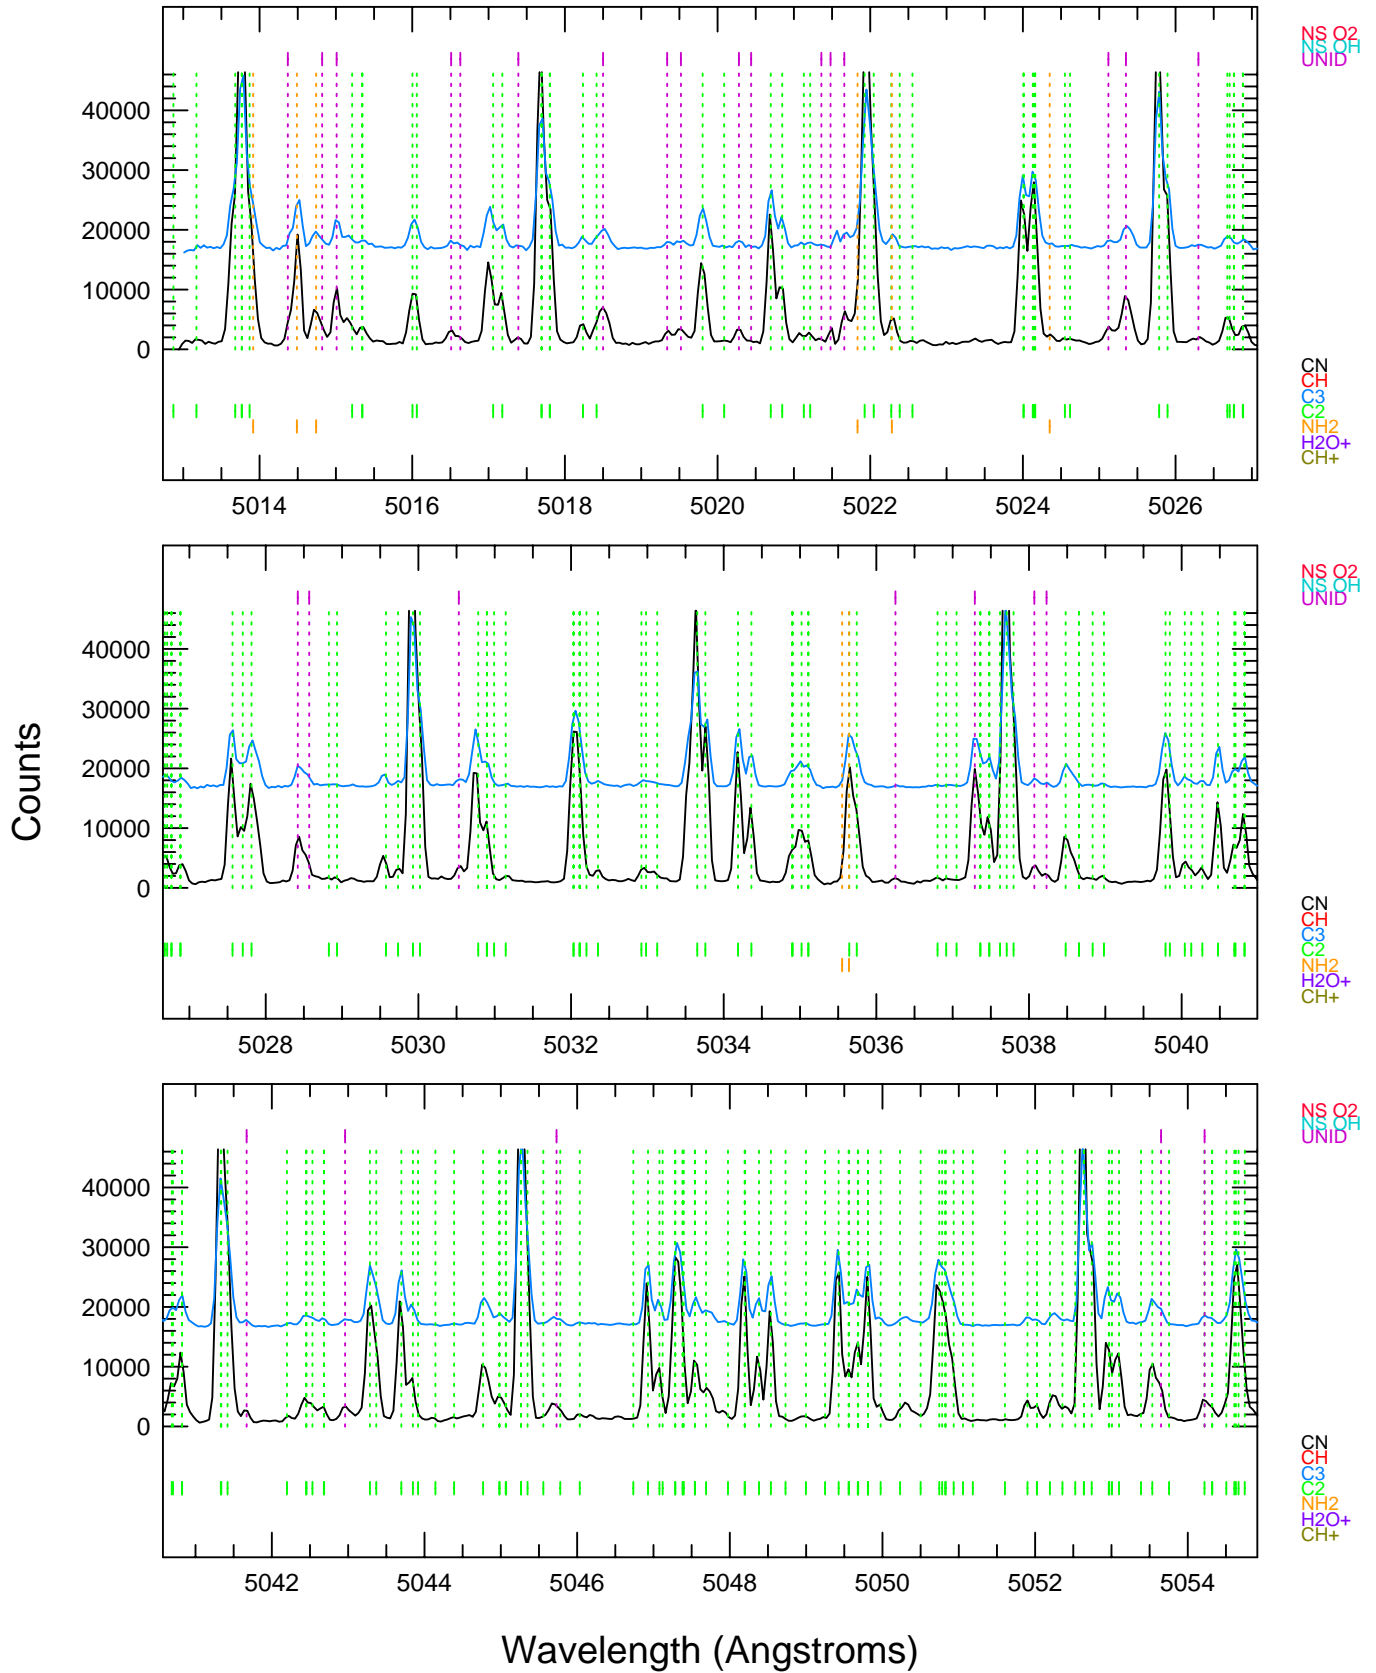 NS O2
NS OH
UNID
40000
30000
20000
10000
0
CN
CH
C3
C2
NH2
H2O+
CH+
5014 5016 5018 5020 5022 5024 5026
NS O2
NS OH
UNID
40000
30000
20000
10000
0
Counts
CN
CH
C3
C2
NH2
H2O+
CH+
5028 5030 5032 5034 5036 5038 5040
NS O2
NS OH
UNID
40000
30000
20000
10000
0
CN
CH
C3
C2
NH2
H2O+
CH+
5042 5044 5046 5048 5050 5052 5054
Wavelength (Angstroms)